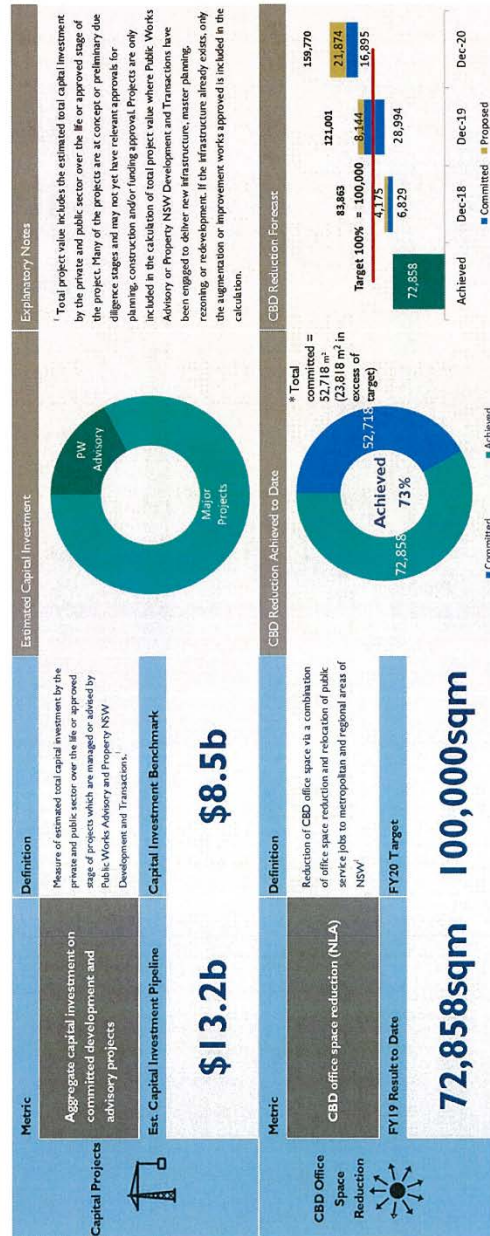 Capital Projects
Metric
Aggregate capital investment on
committed development and
advisory projects
Est. Capital Investment Pipeline
$13.2b
Definition
Measure of estimated total capital investment by the
private and public sector over the life or approved
stage of projects which are managed or advised by
Public Works Advisory and Property NSW
Development and Transactions.¹
Capital Investment Benchmark
$8.5b
Estimated Capital Investment
PW
Advisory
Major
Projects
Explanatory Notes
¹ Total project value includes the estimated total capital investment
by the private and public sector over the life or approved stage of
the project. Many of the projects are at concept or preliminary due
diligence stages and may not yet have relevant approvals for
planning, construction and/or funding approval. Projects are only
included in the calculation of total project value where Public Works
Advisory or Property NSW Development and Transactions have
been engaged to deliver new infrastructure, master planning,
rezoning, or redevelopment. If the infrastructure already exists, only
the augmentation or improvement works approved is included in the
calculation.
CBD Office
Space
Reduction
Metric
CBD office space reduction (NLA)
FY19 Result to Date
72,858sqm
Definition
Reduction of CBD office space via a combination
of office space reduction and relocation of public
service jobs to metropolitan and regional areas of
NSW¹
FY20 Target
100,000sqm
CBD Reduction Achieved to Date
* Total
committed =
52,718 m²
(23,818 m² in
excess of
target)
52,718
Achieved
73%
72,858
Committed
Achieved
CBD Reduction Forecast
159,770
121,001
83,863
Target 100% = 100,000
21,874
16,895
8,144
28,994
4,175
6,829
72,858
Achieved
Dec-18
Dec-19
Dec-20
Committed
Proposed